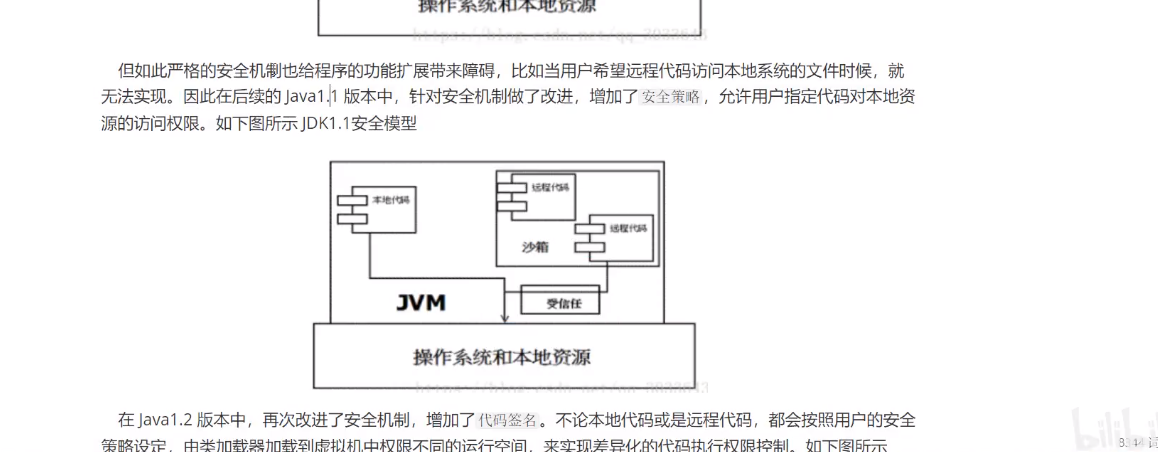 操作系统和本地资源
但如此严格的安全机制也给程序的功能扩展带来障碍，比如当用户希望远程代码访问本地系统的文件时候，就
无法实现。因此在后续的 Java1.1 版本中，针对安全机制做了改进，增加了 安全策略 ，允许用户指定代码对本地资
源的访问权限。如下图所示 JDK1.1安全模型
远程代码
本地代码
远程代码
沙箱
JVM
受信任
操作系统和本地资源
在 Java1.2 版本中，再次改进了安全机制，增加了 代码签名 。不论本地代码或是远程代码，都会按照用户的安全
策略设定，由类加载器加载到虚拟机中权限不同的运行空间，来实现差异化的代码执行权限控制。如下图所示